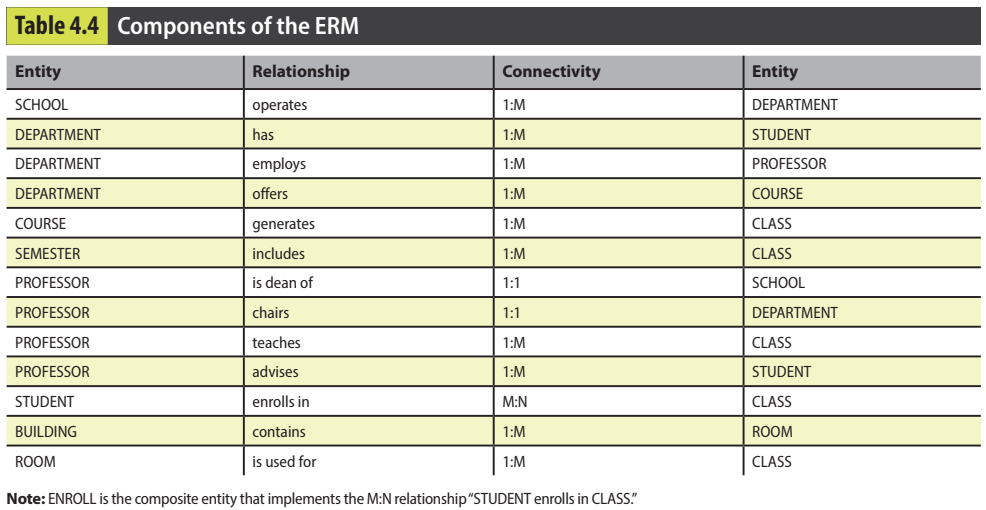 Table 4.4 Components of the ERM
Entity Relationship Connectivity Entity
SCHOOL operates 1:M DEPARTMENT
DEPARTMENT has 1:M STUDENT
DEPARTMENT employs 1:M PROFESSOR
DEPARTMENT offers 1:M COURSE
COURSE generates 1:M CLASS
SEMESTER includes 1:M CLASS
PROFESSOR is dean of 1:1 SCHOOL
PROFESSOR chairs 1:1 DEPARTMENT
PROFESSOR teaches 1:M CLASS
PROFESSOR advises 1:M STUDENT
STUDENT enrolls in M:N CLASS
BUILDING contains 1:M ROOM
ROOM is used for 1:M CLASS
Note: ENROLL is the composite entity that implements the M:N relationship “STUDENT enrolls in CLASS.”